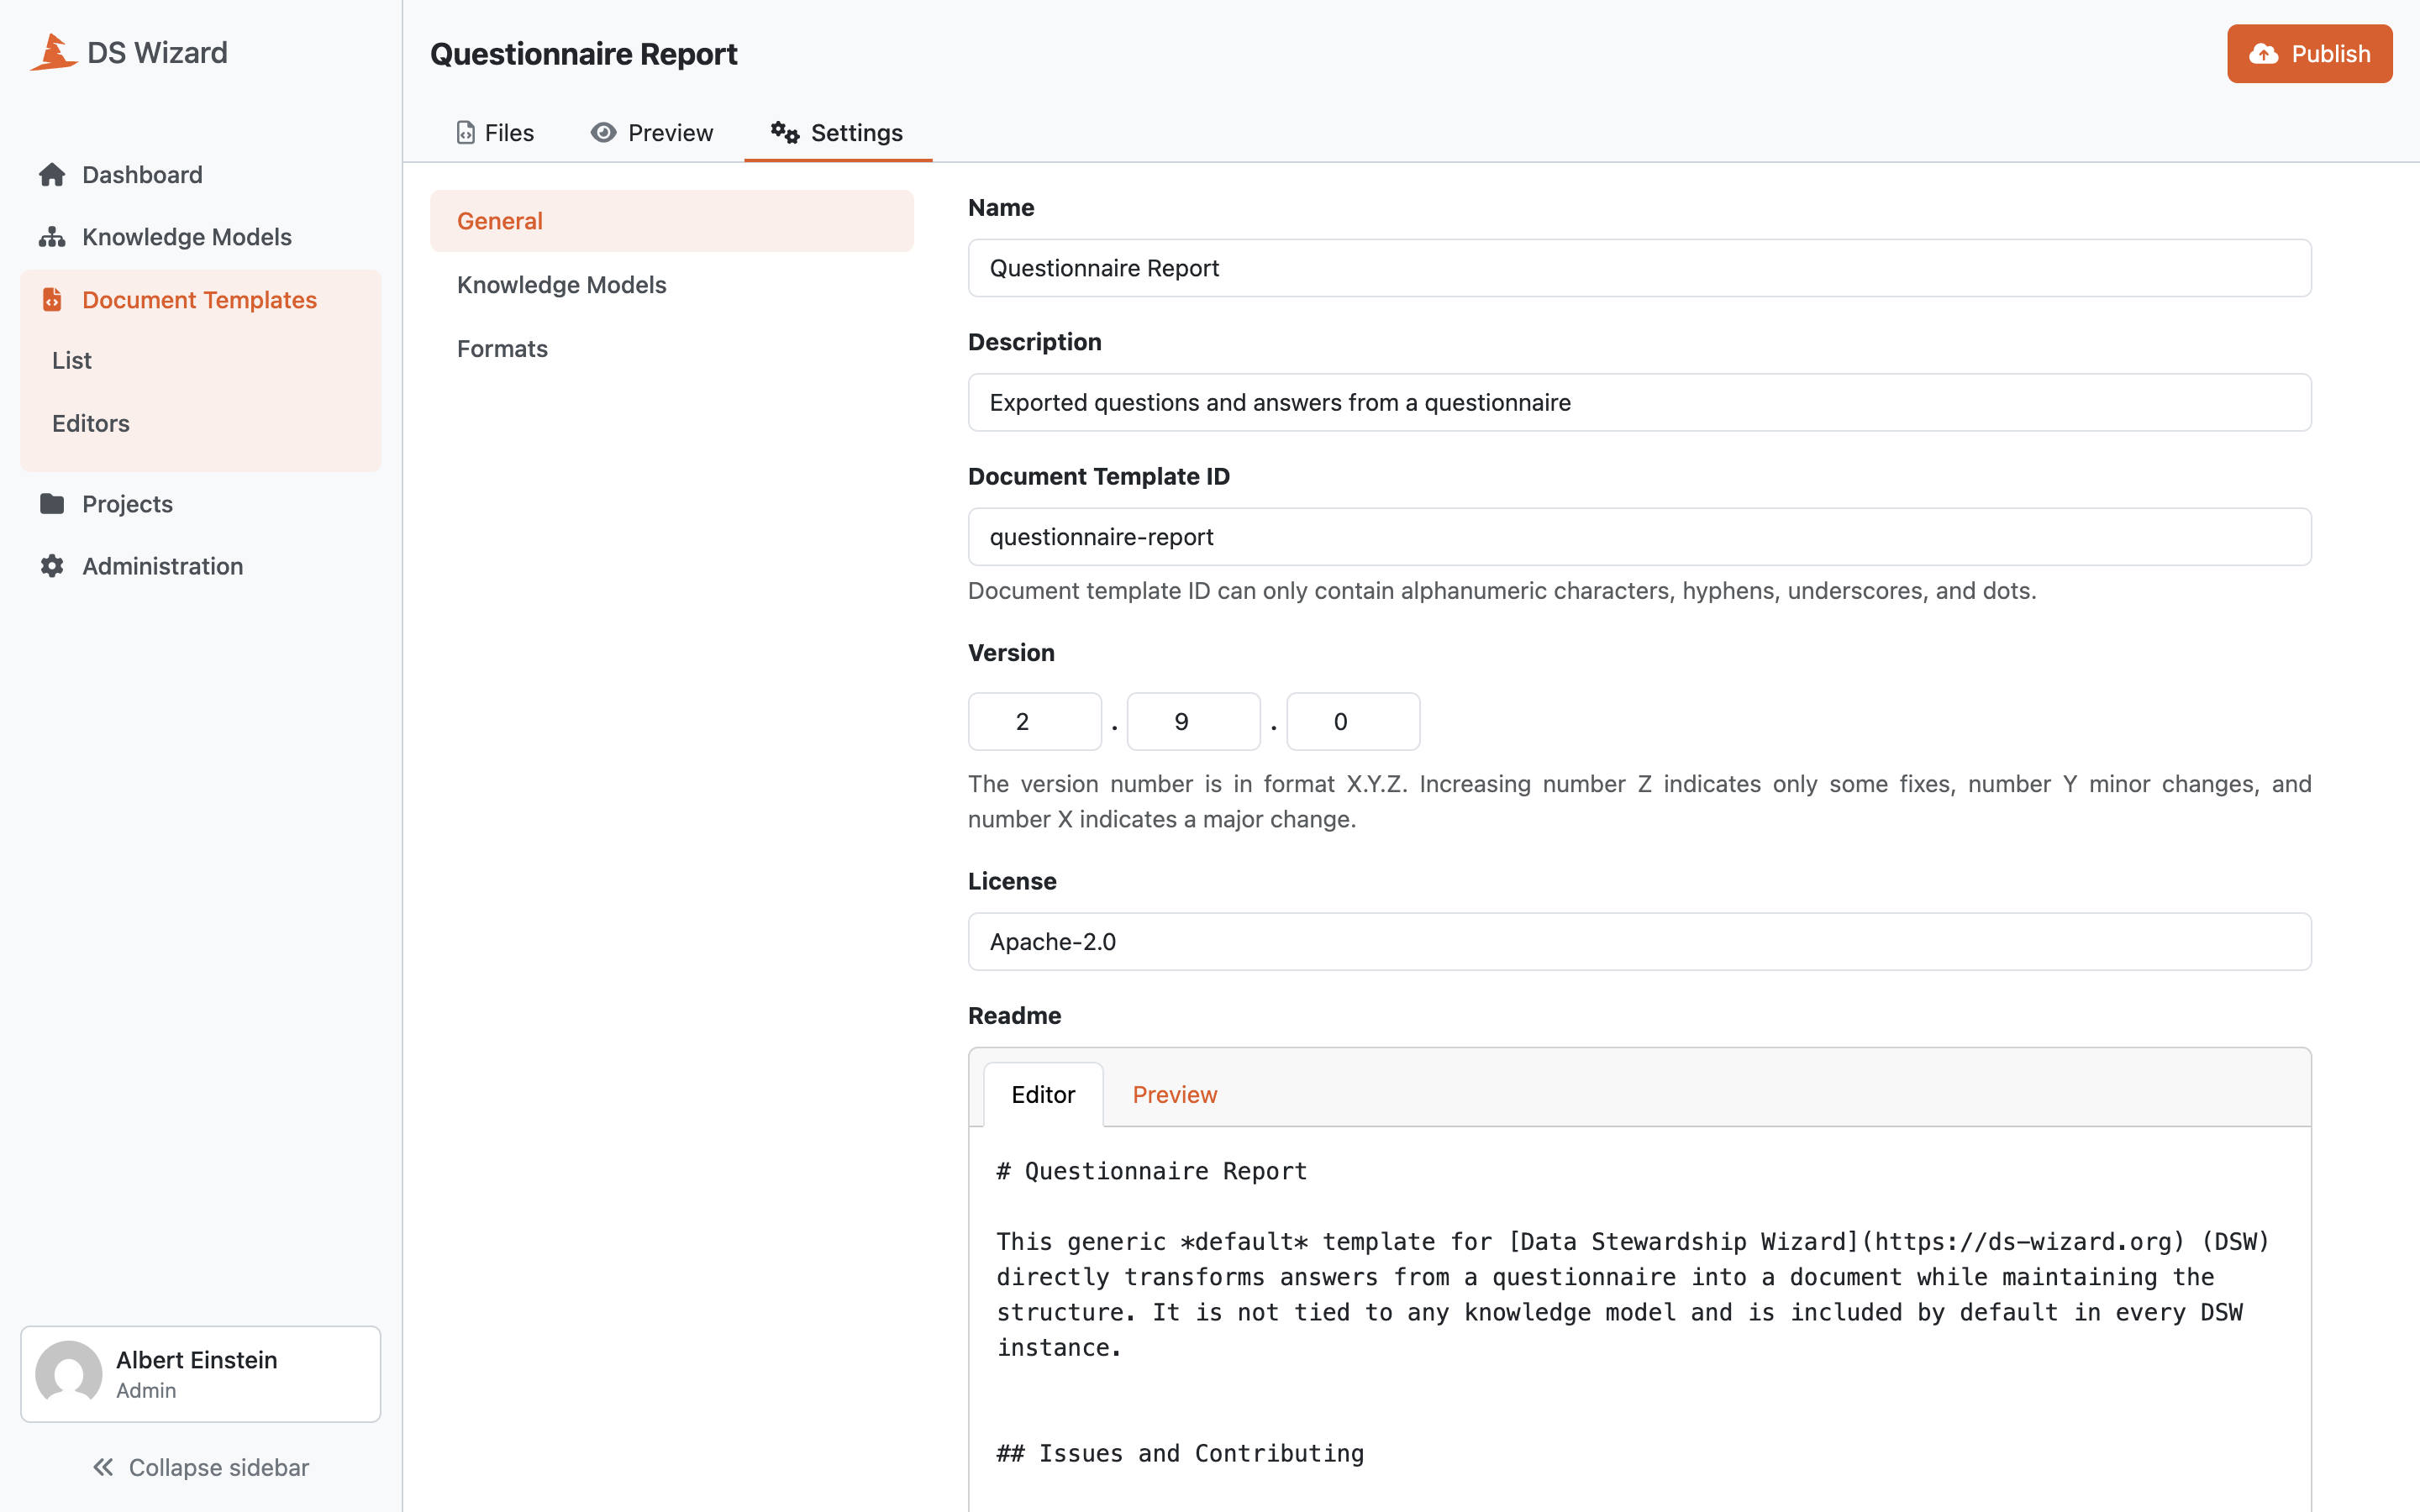 DS Wizard
Dashboard
Knowledge Models
Document Templates
List
Editors
Projects
Administration
Albert Einstein
Admin
Collapse sidebar
Questionnaire Report
Publish
Files
Preview
Settings
General
Knowledge Models
Formats
Name
Questionnaire Report
Description
Exported questions and answers from a questionnaire
Document Template ID
questionnaire-report
Document template ID can only contain alphanumeric characters, hyphens, underscores, and dots.
Version
2 . 9 . 0
The version number is in format X.Y.Z. Increasing number Z indicates only some fixes, number Y minor changes, and
number X indicates a major change.
License
Apache-2.0
Readme
Editor Preview
# Questionnaire Report
This generic *default* template for [Data Stewardship Wizard](https://ds-wizard.org) (DSW)
directly transforms answers from a questionnaire into a document while maintaining the
structure. It is not tied to any knowledge model and is included by default in every DSW
instance.
## Issues and Contributing